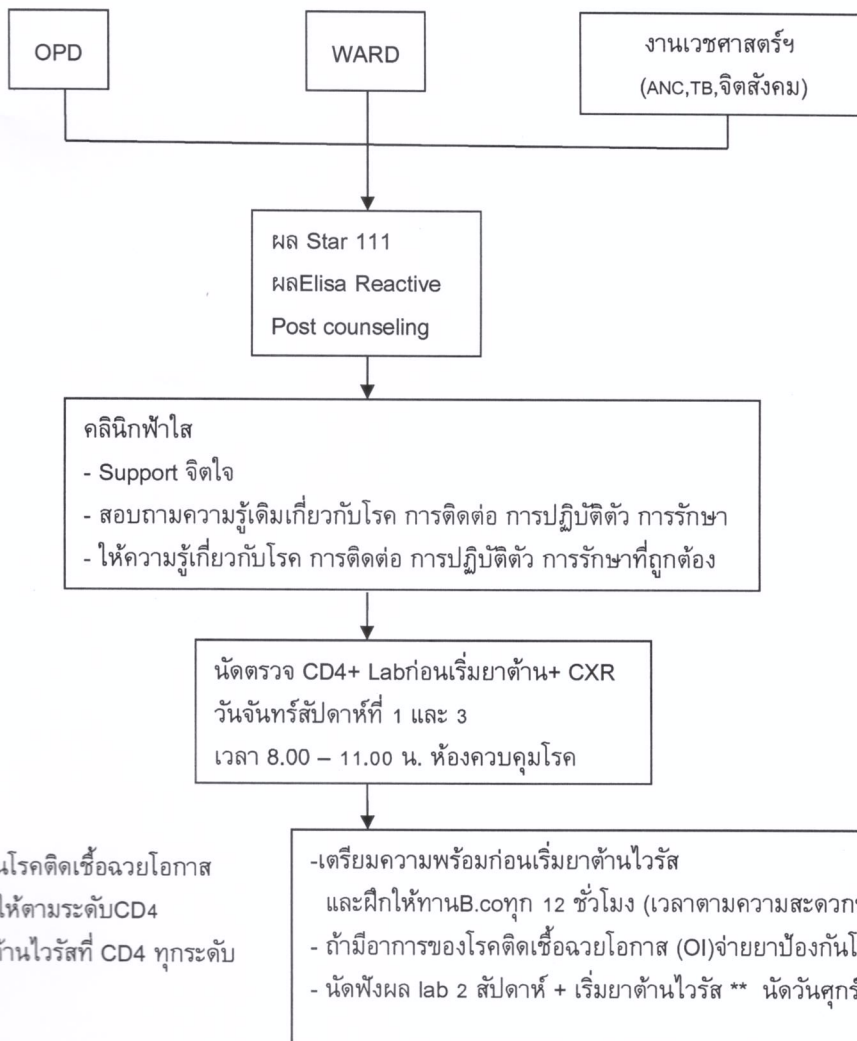 OPD
WARD
งานเวชศาสตร์ฯ
(ANC,TB,จิตสังคม)
ผล Star 111
ผลElisa Reactive
Post counseling
คลินิกฟ้าใส
- Support จิตใจ
- สอบถามความรู้เดิมเกี่ยวกับโรค การติดต่อ การปฏิบัติตัว การรักษา
- ให้ความรู้เกี่ยวกับโรค การติดต่อ การปฏิบัติตัว การรักษาที่ถูกต้อง
นัดตรวจ CD4+ Labก่อนเริ่มยาต้าน+ CXR
วันจันทร์สัปดาห์ที่ 1 และ 3
เวลา 8.00 – 11.00 น. ห้องควบคุมโรค
นโรคติดเชื้อฉวยโอกาส
ให้ตามระดับCD4
ต้านไวรัสที่ CD4 ทุกระดับ
-เตรียมความพร้อมก่อนเริ่มยาต้านไวรัส
และฝึกให้ทานB.coทุก 12 ชั่วโมง (เวลาตามความสะดวก
- ถ้ามีอาการของโรคติดเชื้อฉวยโอกาส (OI)จ่ายยาป้องกันโ
- นัดฟังผล lab 2 สัปดาห์ + เริ่มยาต้านไวรัส ** นัดวันศุกร์